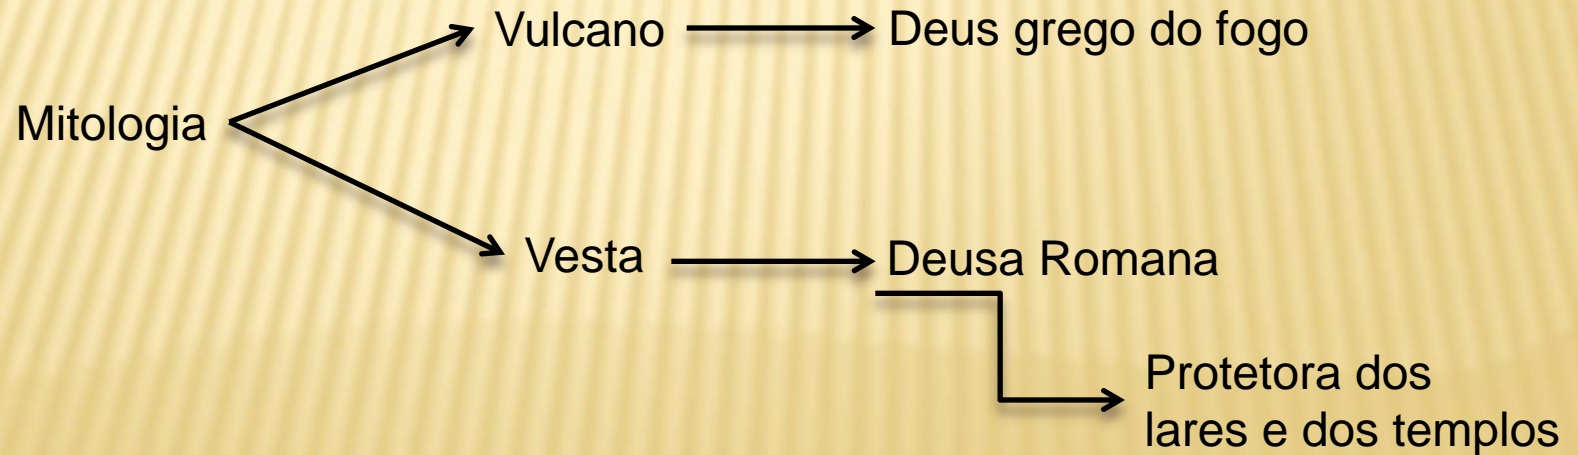 Vulcano
Deus grego do fogo
Mitologia
Vesta
Deusa Romana
Protetora dos
lares e dos templos